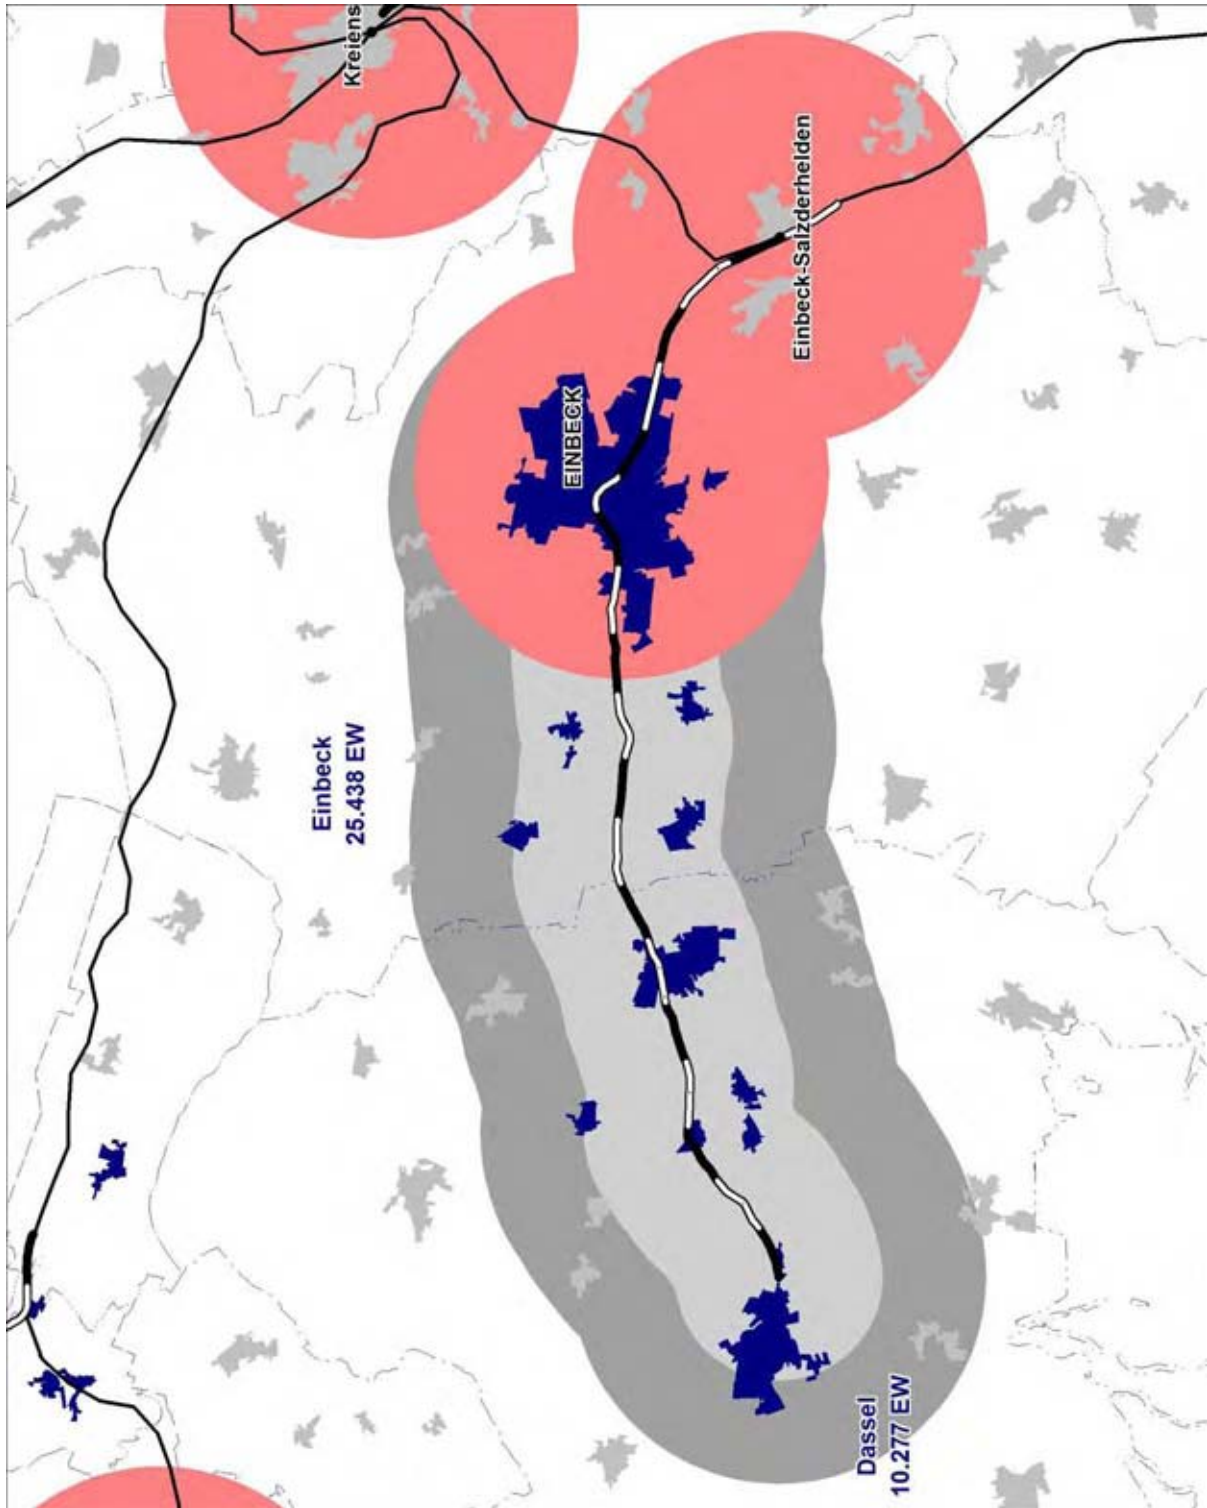 Kreiens
Einbeck-Salzderhelden
EINBECK
Einbeck
25.438 EW
Dassel
10.277 EW